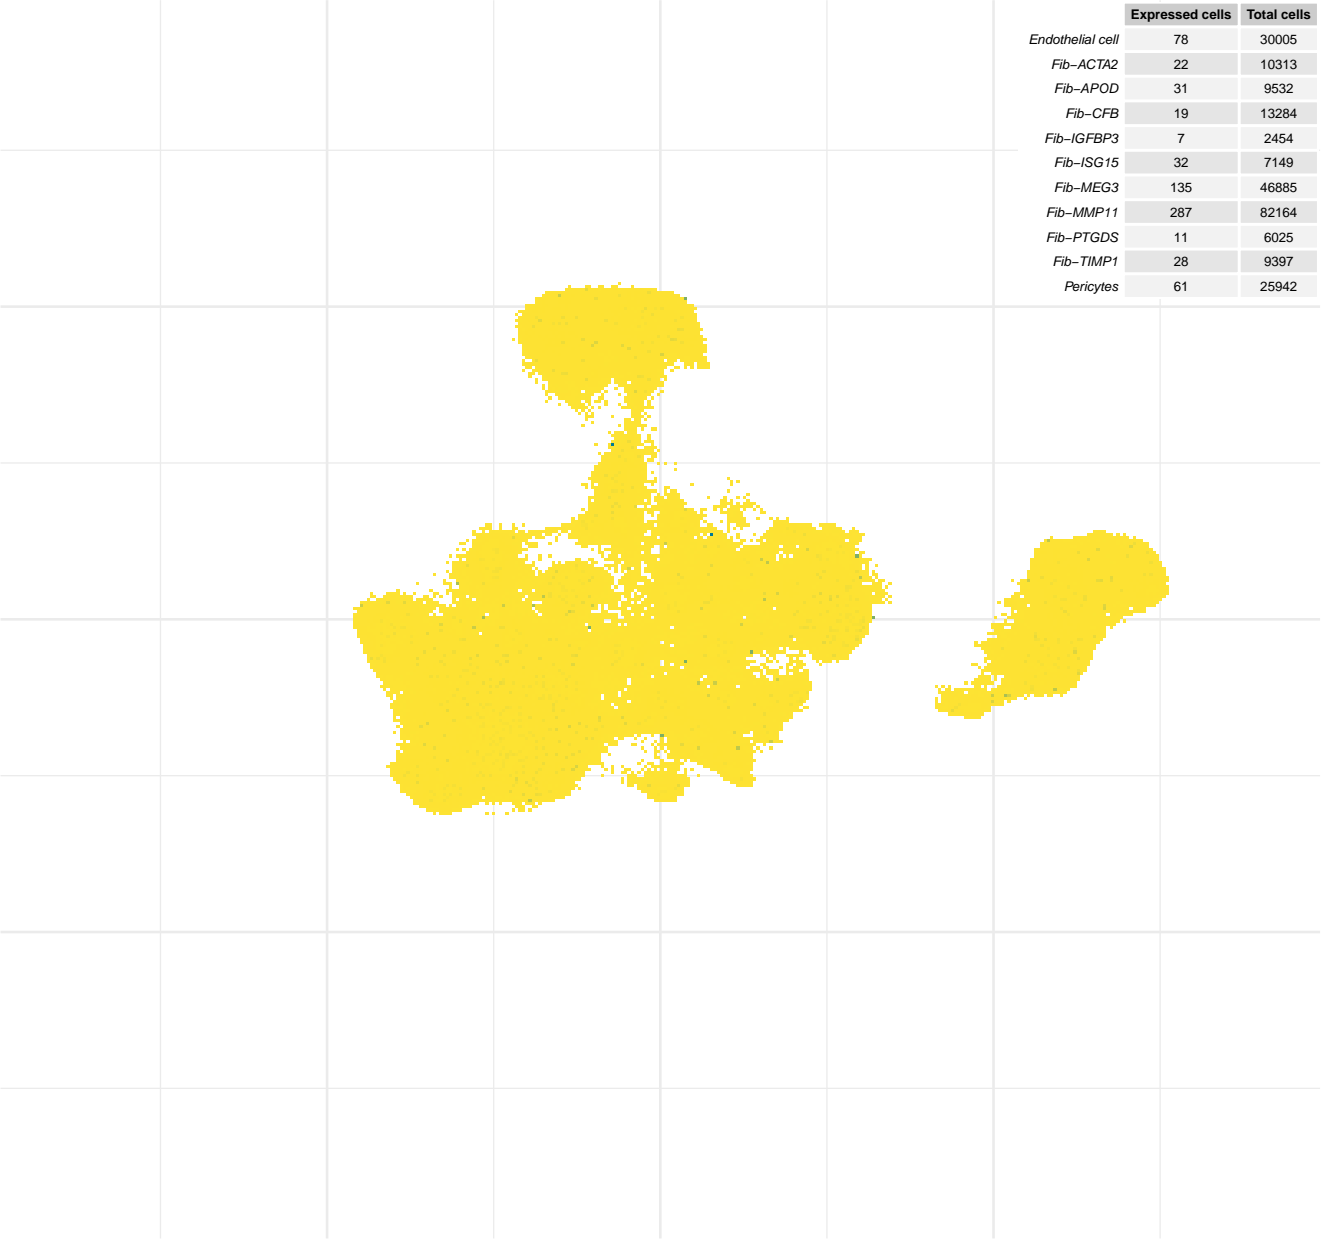 Expressed cells Total cells
Endothelial cell 78 30005
Fib−ACTA2 22 10313
Fib−APOD 31 9532
Fib−CFB 19 13284
Fib−IGFBP3 7 2454
Fib−ISG15 32 7149
Fib−MEG3 135 46885
Fib−MMP11 287 82164
Fib−PTGDS 11 6025
Fib−TIMP1 28 9397
Pericytes 61 25942